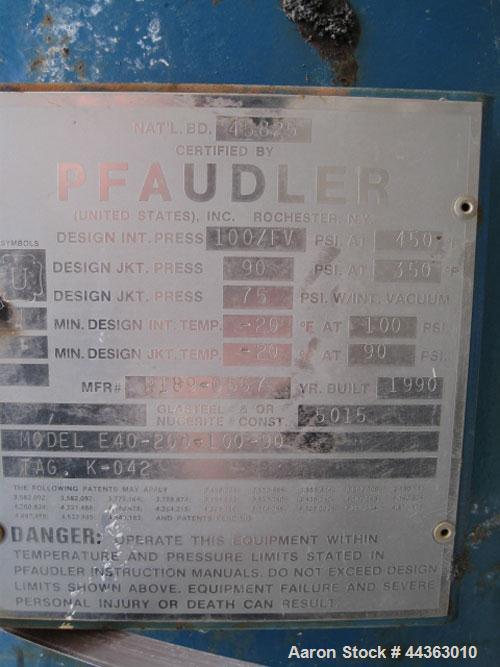 NAT'L. BD. 45825
CERTIFIED BY
PFAUDLER
(UNITED STATES), INC. ROCHESTER, N.Y.
SYMBOLS
DESIGN INT. PRESS 100/FV PSI. AT 450
U
DESIGN JKT. PRESS 90 PSI. AT 350 °F
DESIGN JKT. PRESS 75 PSI. W/INT. VACUUM
MIN. DESIGN INT. TEMP. -20 °F AT 100 PSI.
MIN. DESIGN JKT. TEMP. -20 °F AT 90 PSI.
MFR# YR. BUILT 1990
GLASTEEL # & OR
NUCERITE # CONST. 5015
MODEL E40-200-100-90
TAG. K-042
THE FOLLOWING PATENTS MAY APPLY
AND PATENTS PENDING
DANGER: OPERATE THIS EQUIPMENT WITHIN
TEMPERATURE AND PRESSURE LIMITS STATED IN
PFAUDLER INSTRUCTION MANUALS. DO NOT EXCEED DESIGN
LIMITS SHOWN ABOVE. EQUIPMENT FAILURE AND SEVERE
PERSONAL INJURY OR DEATH CAN RESULT.
Aaron Stock # 44363010